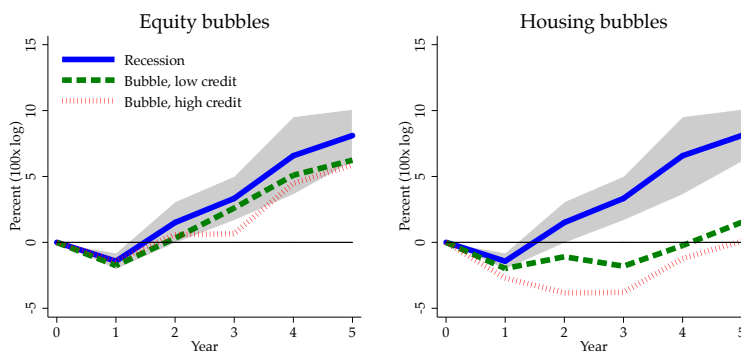 Equity bubbles
Percent (100x log)
15
10
5
0
-5
Recession
Bubble, low credit
Bubble, high credit
0 1 2 3 4 5
Year
Housing bubbles
Percent (100x log)
15
10
5
0
-5
0 1 2 3 4 5
Year